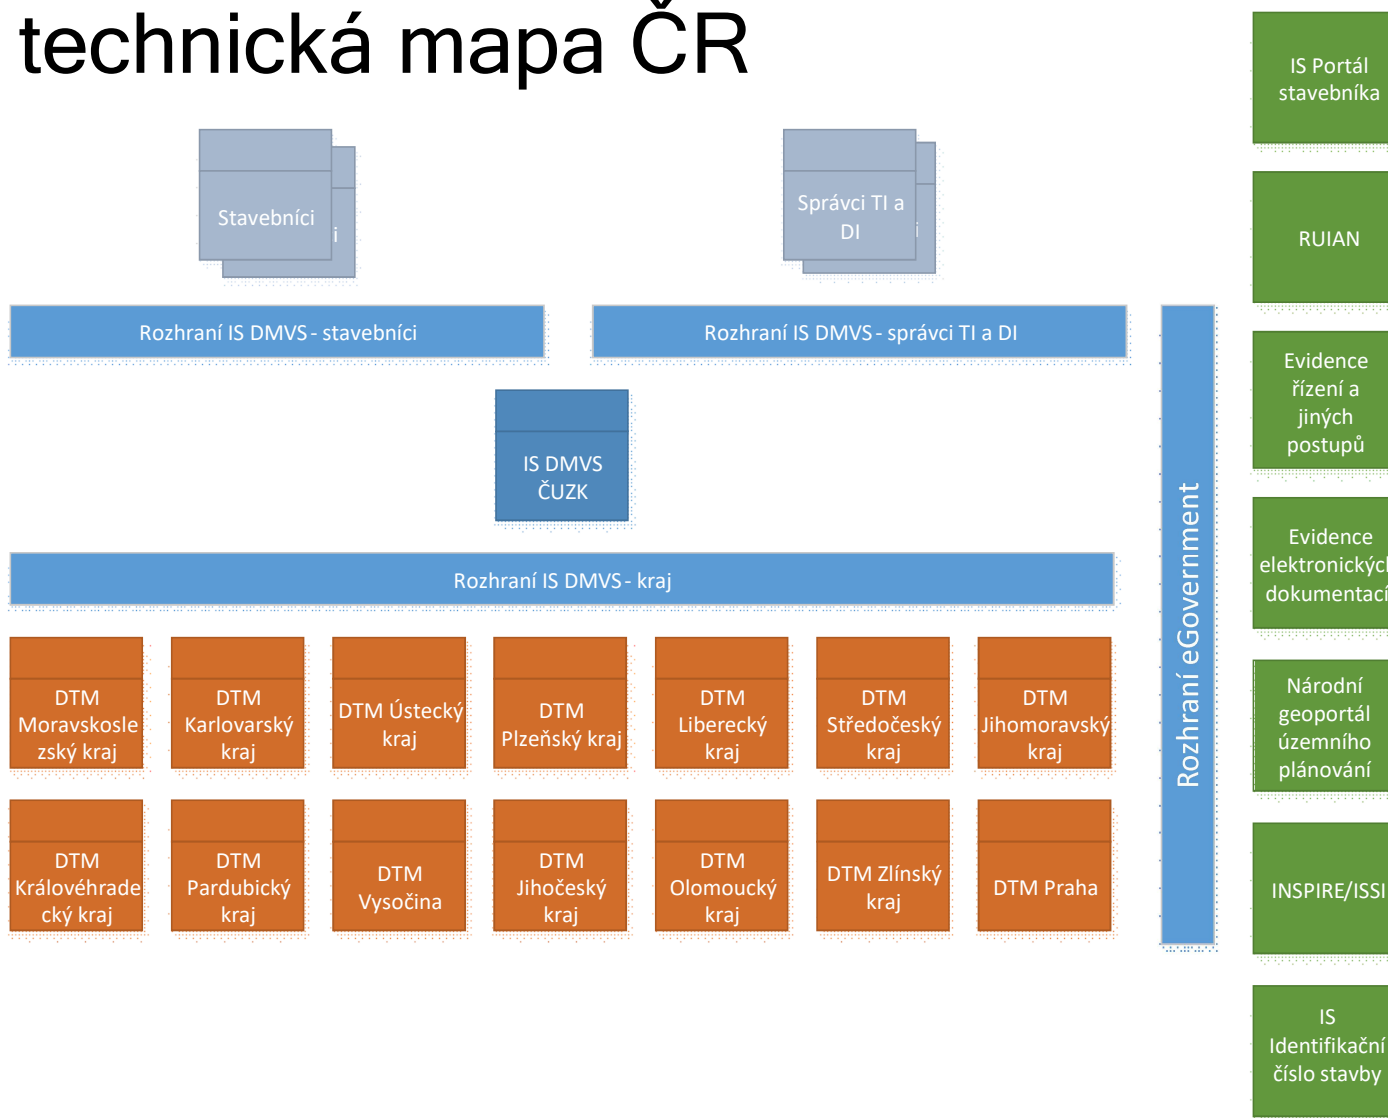 technická mapa ČR
Stavebníci
i
Správci TI a
DI
i
Rozhraní IS DMVS - stavebníci
Rozhraní IS DMVS - správci TI a DI
IS DMVS
ČUZK
Rozhraní IS DMVS - kraj
DTM
Moravskosle
zský kraj
DTM
Karlovarský
kraj
DTM Ústecký
kraj
DTM
Plzeňský kraj
DTM
Liberecký
kraj
DTM
Středočeský
kraj
DTM
Jihomoravský
kraj
DTM
Královéhrade
cký kraj
DTM
Pardubický
kraj
DTM
Vysočina
DTM
Jihočeský
kraj
DTM
Olomoucký
kraj
DTM Zlínský
kraj
DTM Praha
Rozhraní eGovernment
IS Portál
stavebníka
RUIAN
Evidence
řízení a
jiných
postupů
Evidence
elektronických
dokumentací
Národní
geoportál
územního
plánování
INSPIRE/ISSI
IS
Identifikační
číslo stavby